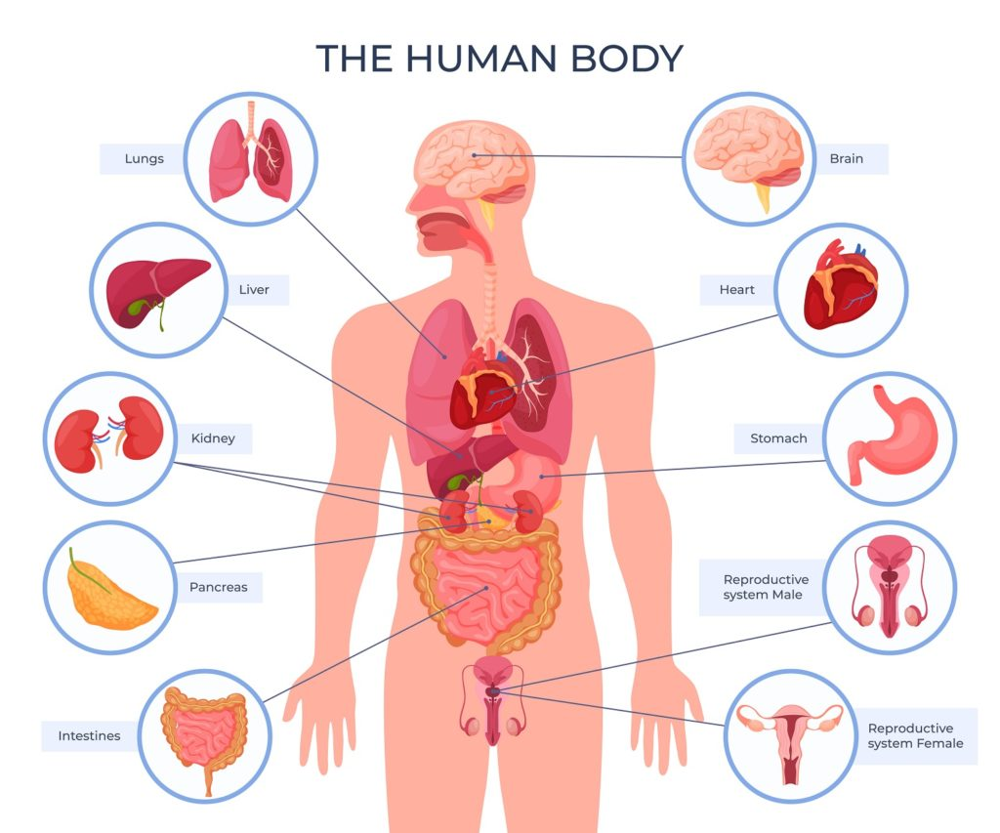 THE HUMAN BODY
Lungs
Brain
Liver
Heart
Kidney
Stomach
Pancreas
Reproductive
system Male
Intestines
Reproductive
system Female